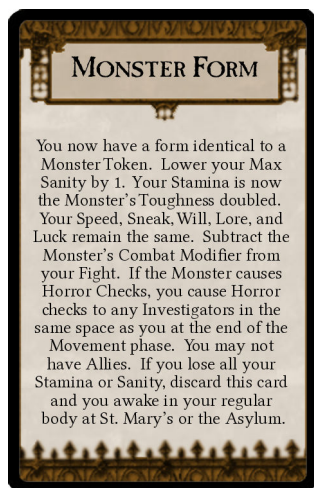 MONSTER FORM
You now have a form identical to a
Monster Token. Lower your Max
Sanity by 1. Your Stamina is now
the Monster's Toughness doubled.
Your Speed, Sneak, Will, Lore, and
Luck remain the same. Subtract the
Monster's Combat Modifier from
your Fight. If the Monster causes
Horror Checks, you cause Horror
checks to any Investigators in the
same space as you at the end of the
Movement phase. You may not
have Allies. If you lose all your
Stamina or Sanity, discard this card
and you awake in your regular
body at St. Mary's or the Asylum.